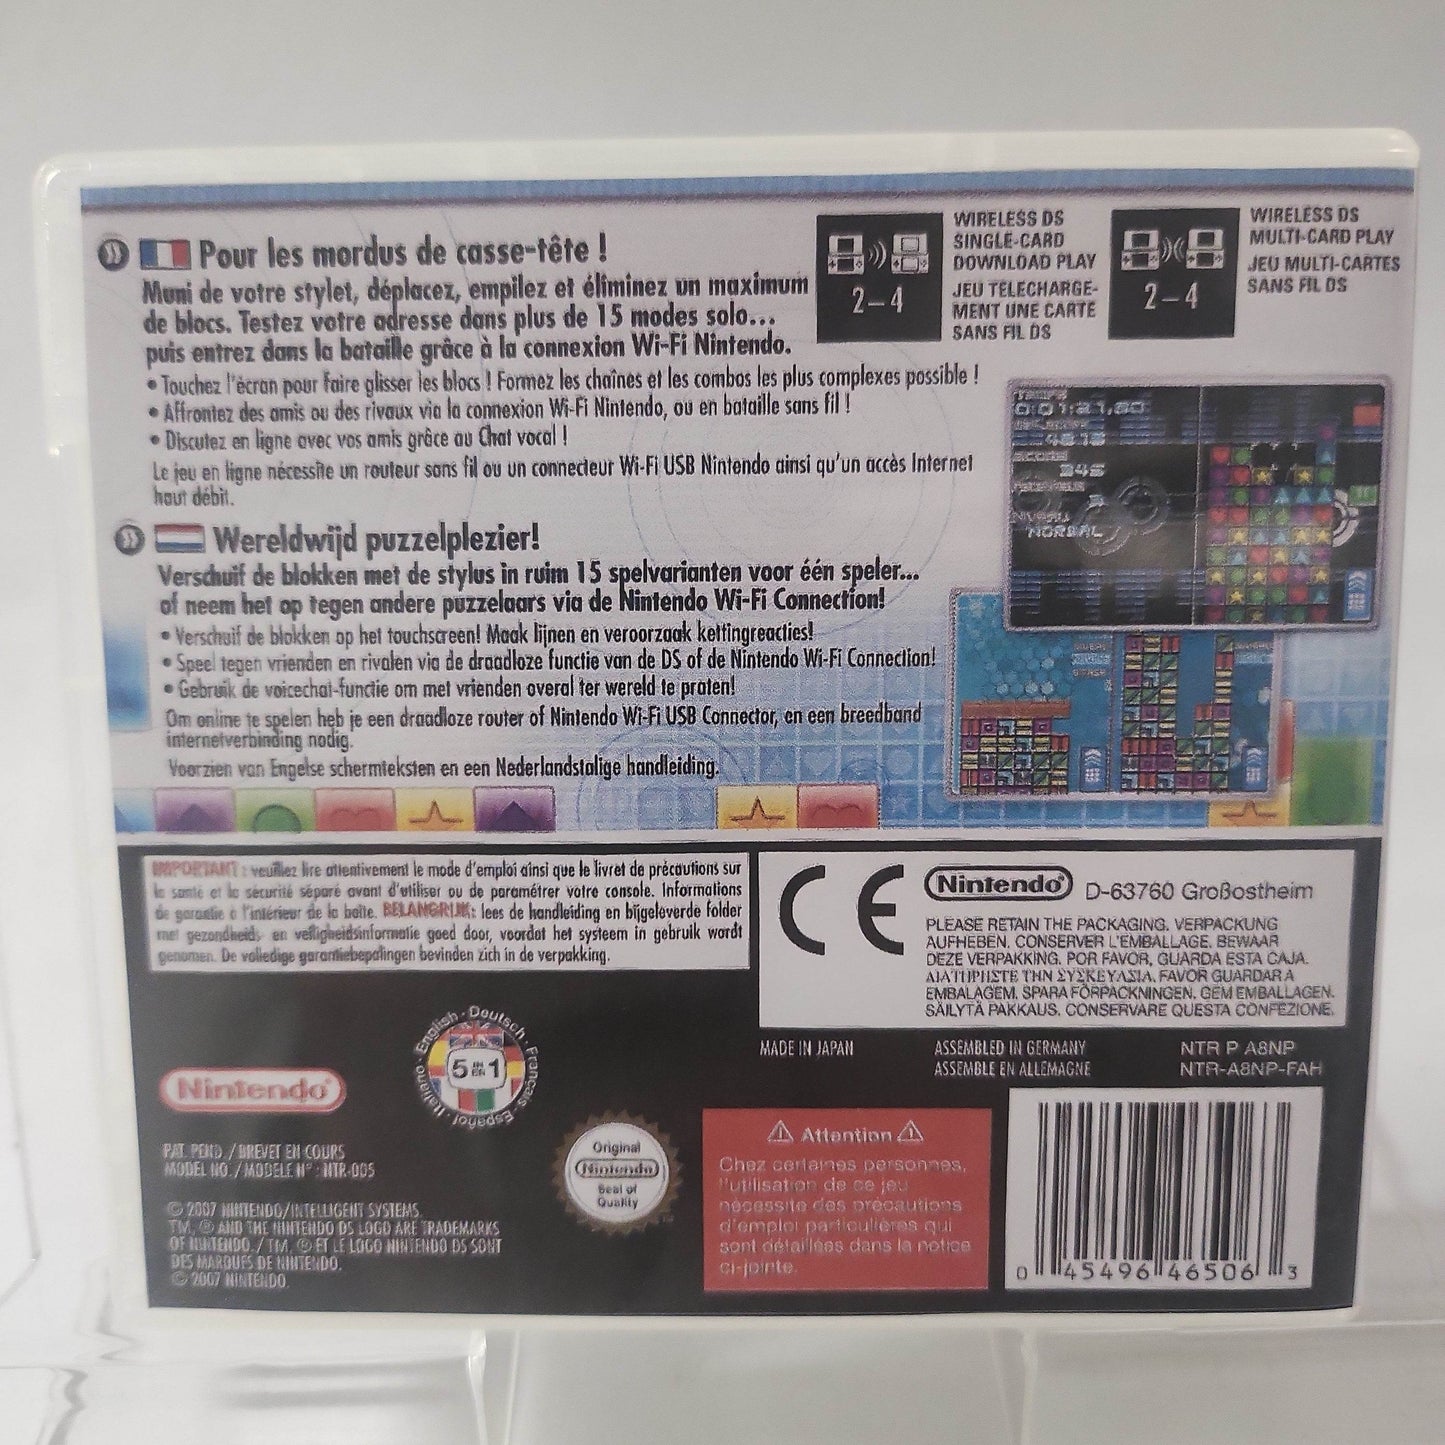 Pour les mordus de casse-tête !
Muni de votre stylet, déplacez, empilez et éliminez un maximum
de blocs. Testez votre adresse dans plus de 15 modes solo...
puis entrez dans la bataille grâce à la connexion Wi-Fi Nintendo.
• Touchez l'écran pour faire glisser les blocs ! Formez les chaînes et les combos les plus complexes possible !
• Affrontez des amis ou des rivaux via la connexion Wi-Fi Nintendo, ou en bataille sans fil !
• Discutez en ligne avec vos amis grâce au Chat vocal !
Le jeu en ligne nécessite un routeur sans fil ou un connecteur Wi-Fi USB Nintendo ainsi qu'un accès Internet
haut débit.
2-4
WIRELESS DS
SINGLE-CARD
DOWNLOAD PLAY
JEU TÉLÉCHARGE-
MENT UNE CARTE
SANS FIL DS
2-4
WIRELESS DS
MULTI-CARD PLAY
JEU MULTI-CARTES
SANS FIL DS
0:01:21.60
4618
345
3
NORMAL
Wereldwijd puzzelplezier!
Verschuif de blokken met de stylus in ruim 15 spelvarianten voor één speler...
of neem het op tegen andere puzzelaars via de Nintendo Wi-Fi Connection!
• Verschuif de blokken op het touchscreen! Maak lijnen en veroorzaak kettingreacties!
• Speel tegen vrienden en rivalen via de draadloze functie van de DS of de Nintendo Wi-Fi Connection!
• Gebruik de voicechat-functie om met vrienden overal ter wereld te praten!
Om online te spelen heb je een draadloze router of Nintendo Wi-Fi USB Connector, en een breedband
internetverbinding nodig.
Voorzien van Engelse schermteksten en een Nederlandstalige handleiding.
IMPORTANT : veuillez lire attentivement le mode d'emploi ainsi que le livret de précautions sur
la santé et la sécurité séparé avant d'utiliser ou de paramétrer votre console. Informations
de garantie à l'intérieur de la boîte. BELANGRIJK: lees de handleiding en bijgeleverde folder
met gezondheids- en veiligheidsinformatie goed door, voordat het systeem in gebruik wordt
genomen. De volledige garantiebepalingen bevinden zich in de verpakking.
CE
Nintendo® D-63760 Großostheim
PLEASE RETAIN THE PACKAGING. VERPACKUNG
AUFHEBEN. CONSERVER L'EMBALLAGE. BEWAAR
DEZE VERPAKKING. POR FAVOR, GUARDA ESTA CAJA.
ΔΙΑΤΗΡΗΣΤΕ ΤΗΝ ΣΥΣΚΕΥΑΣΙΑ. FAVOR GUARDAR A
EMBALAGEM. SPARA FÖRPACKNINGEN. GEM EMBALLAGEN.
SÄILYTÄ PAKKAUS. CONSERVARE QUESTA CONFEZIONE.
MADE IN JAPAN
ASSEMBLED IN GERMANY
ASSEMBLÉ EN ALLEMAGNE
NTR P A8NP
NTR-A8NP-FAH
Nintendo®
English · Deutsch · Français · Español · Italiano
5 IN EN 1
PAT. PEND. / BREVET EN COURS
MODEL NO. / MODÈLE N° : NTR-005
© 2007 NINTENDO/INTELLIGENT SYSTEMS.
TM, ® AND THE NINTENDO DS LOGO ARE TRADEMARKS
OF NINTENDO. / TM, ® ET LE LOGO NINTENDO DS SONT
DES MARQUES DE NINTENDO.
© 2007 NINTENDO.
Original
Nintendo
Seal of
Quality
Attention
Chez certaines personnes,
l'utilisation de ce jeu
nécessite des précautions
d'emploi particulières qui
sont détaillées dans la notice
ci-jointe.
0 45496 46506 3